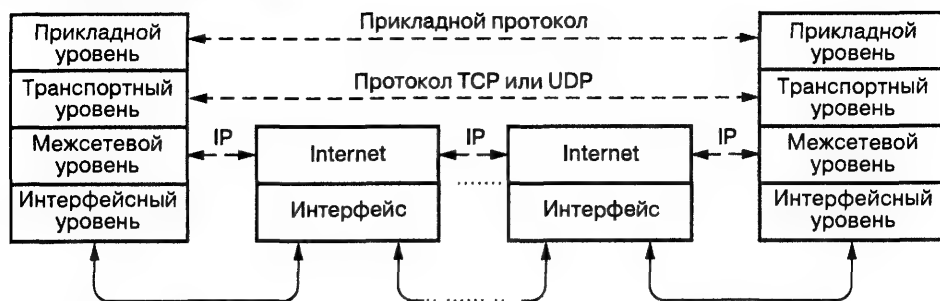 Прикладной протокол
Прикладной
уровень
Прикладной
уровень
Протокол TCP или UDP
Транспортный
уровень
Транспортный
уровень
IP
IP
IP
Межсетевой
уровень
Internet
Internet
Межсетевой
уровень
Интерфейсный
уровень
Интерфейс
Интерфейс
Интерфейсный
уровень